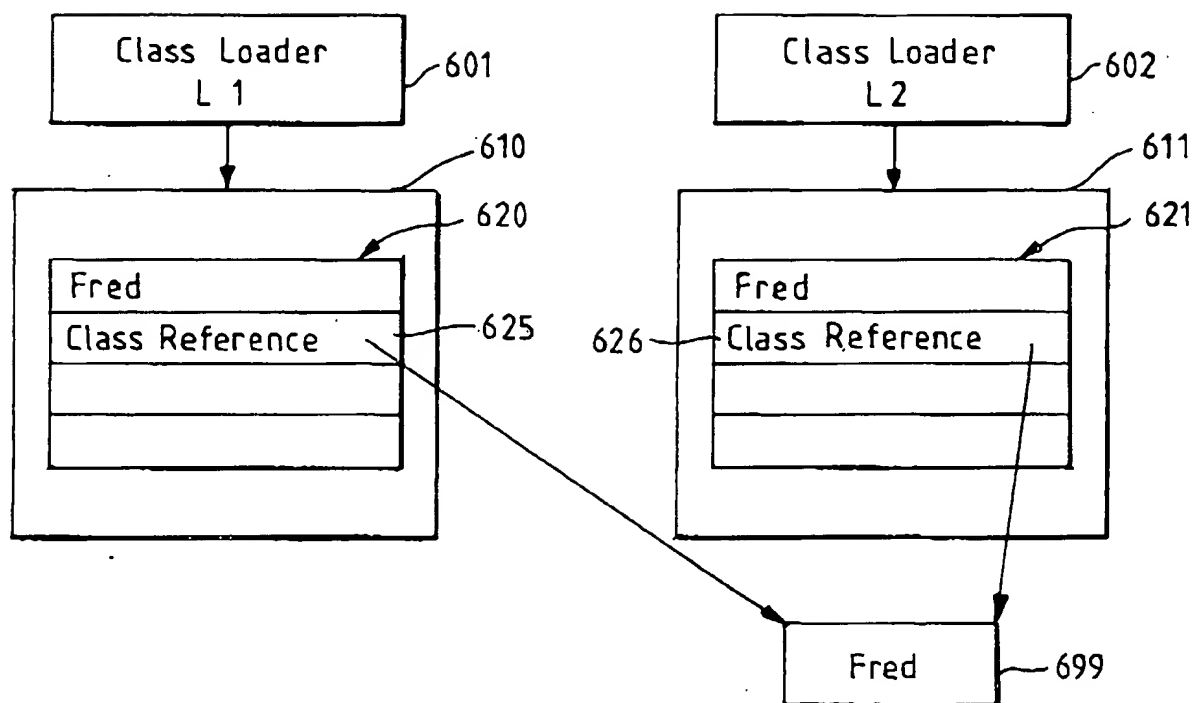 Class Loader
L 1
601
Class Loader
L 2
602
610
611
620
621
Fred
Class Reference
625
Fred
626
Class Reference
Fred
699